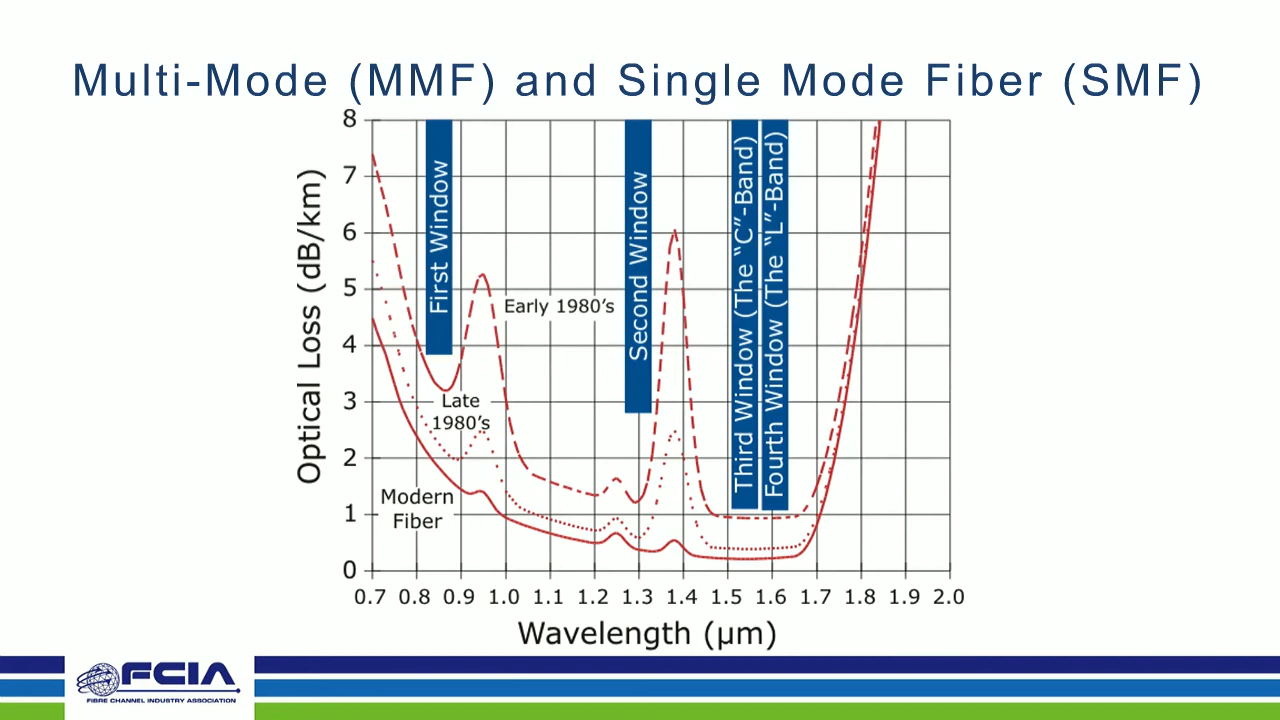 Multi-Mode (MMF) and Single Mode Fiber (SMF)
Optical Loss (dB/km)
8
7
6
5
4
3
2
1
0
First Window
Second Window
Third Window (The “C”-Band)
Fourth Window (The “L”-Band)
Early 1980’s
Late
1980’s
Modern
Fiber
0.7 0.8 0.9 1.0 1.1 1.2 1.3 1.4 1.5 1.6 1.7 1.8 1.9 2.0
Wavelength (µm)
FCIA
FIBRE CHANNEL INDUSTRY ASSOCIATION